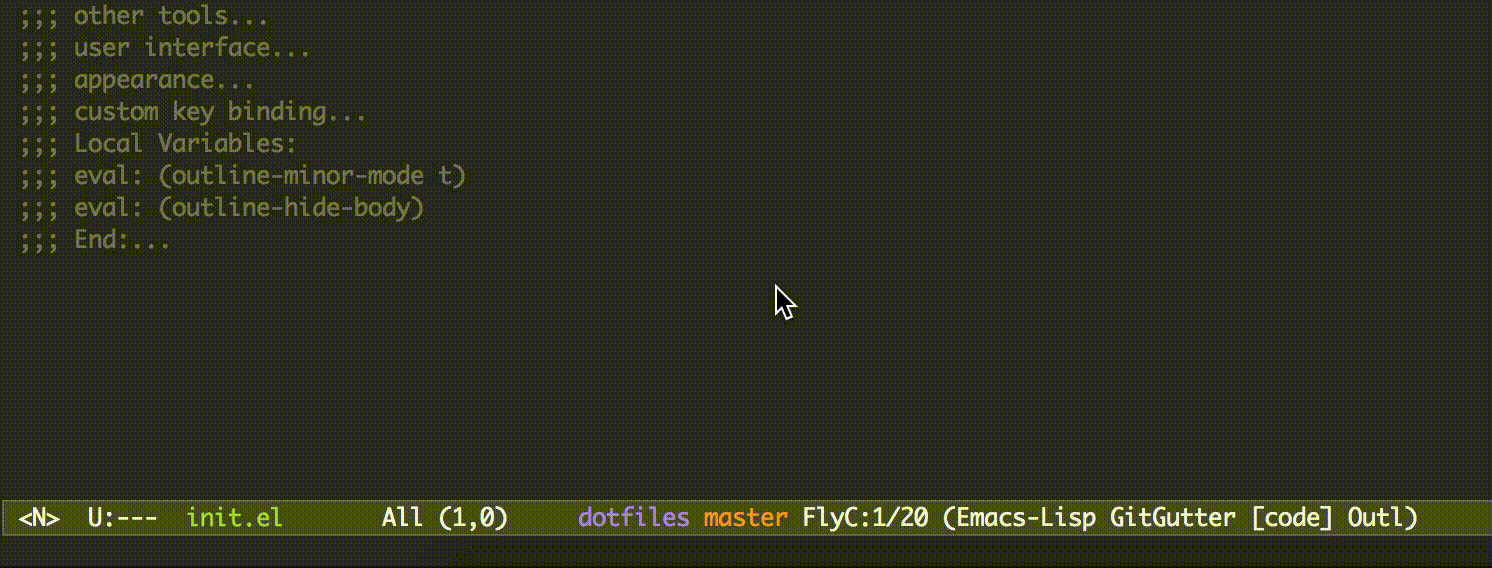 ;;; other tools...
;;; user interface...
;;; appearance...
;;; custom key binding...
;;; Local Variables:
;;; eval: (outline-minor-mode t)
;;; eval: (outline-hide-body)
;;; End:...
<N> U:--- init.el All (1,0) dotfiles master FlyC:1/20 (Emacs-Lisp GitGutter [code] Outl)